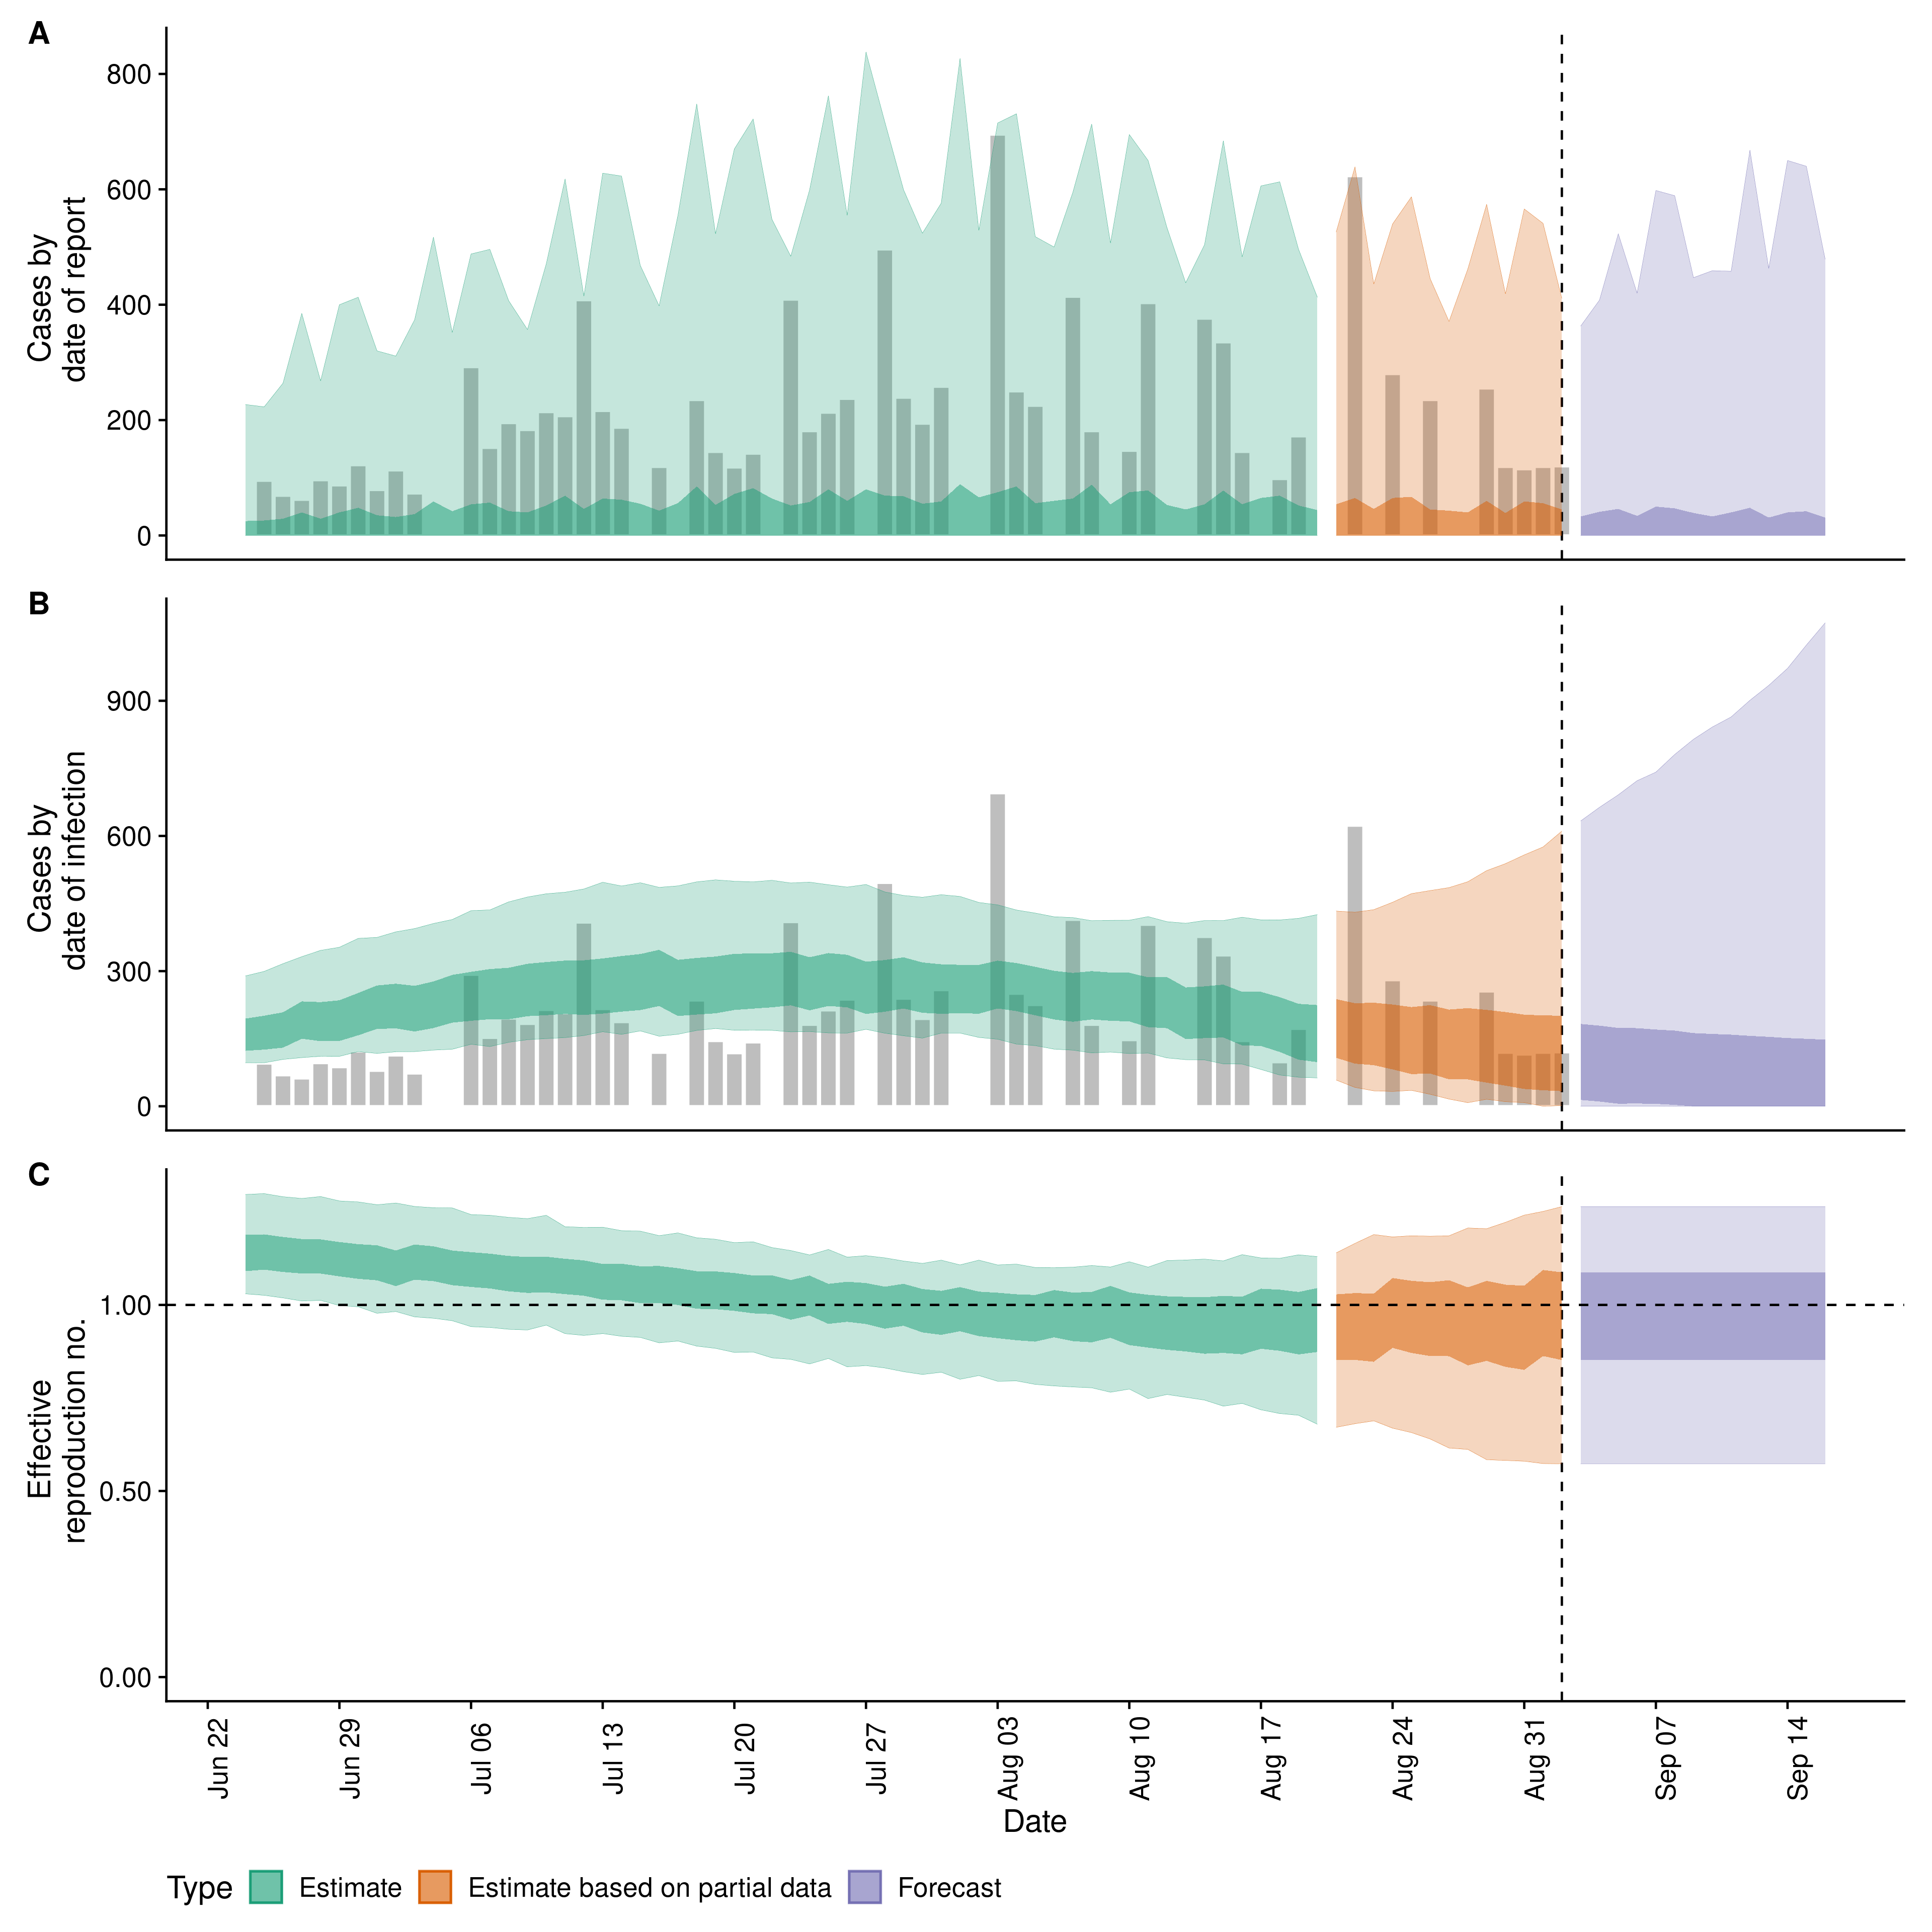 A
800
600
400
200
0
Cases by
date of report
B
900
600
300
0
Cases by
date of infection
C
1.00
0.50
0.00
Effective
reproduction no.
Jun 22
Jun 29
Jul 06
Jul 13
Jul 20
Jul 27
Aug 03
Aug 10
Aug 17
Aug 24
Aug 31
Sep 07
Sep 14
Date
Type Estimate Estimate based on partial data Forecast